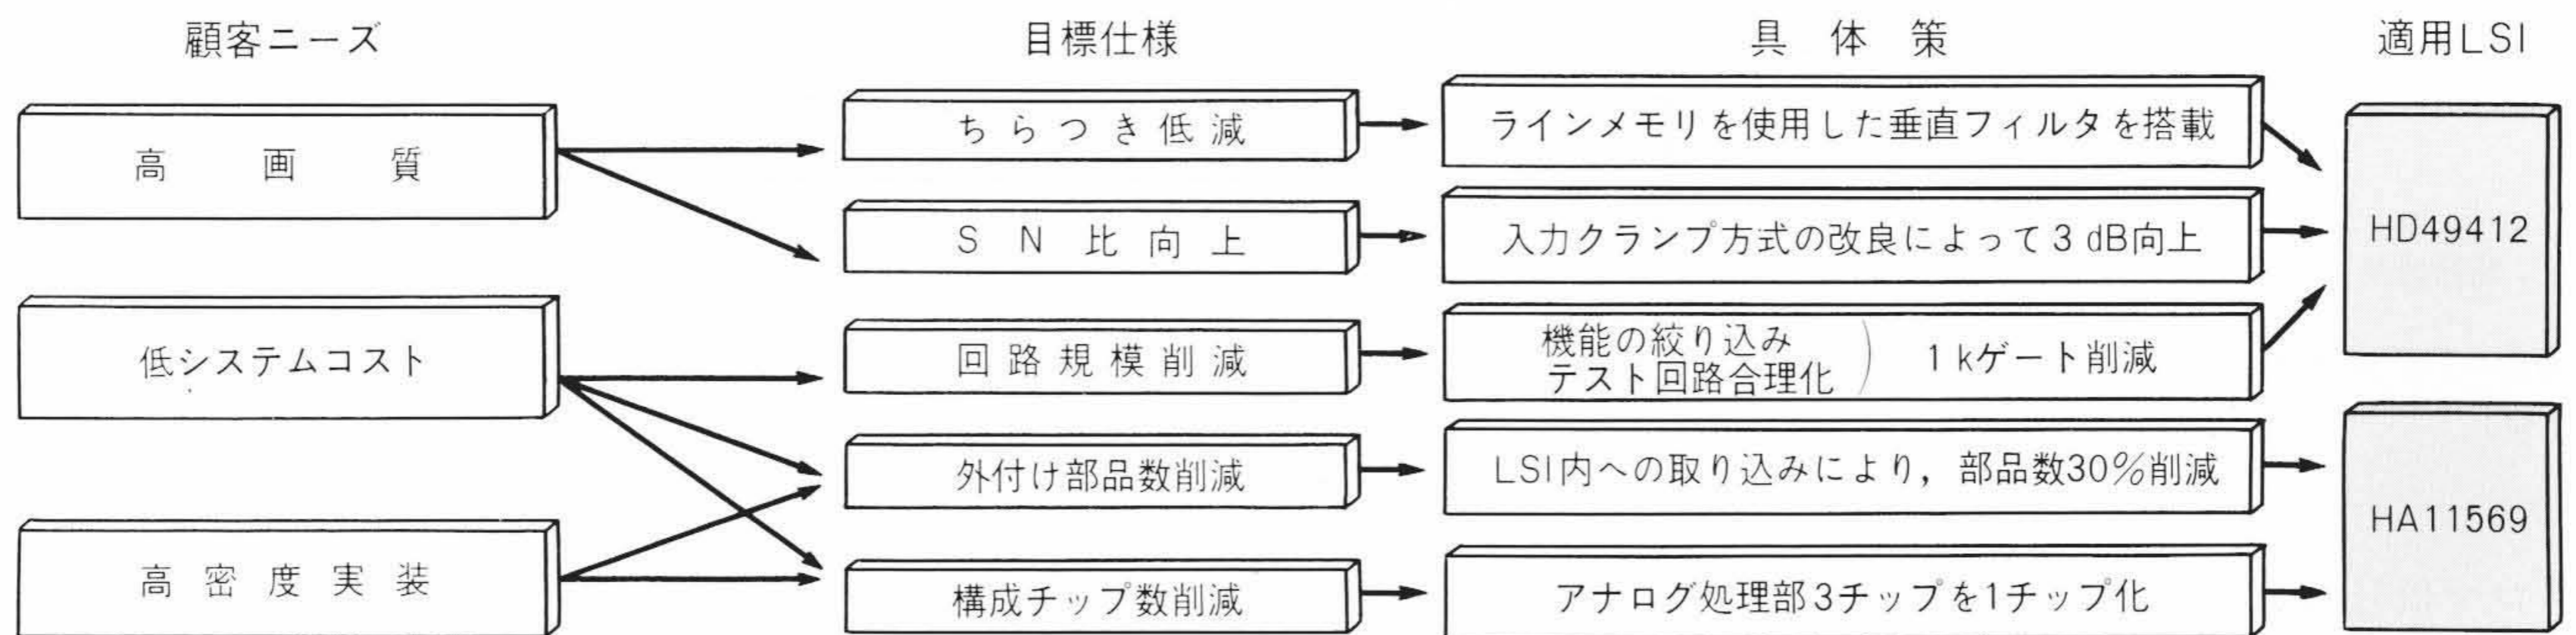 顧客ニーズ
目標仕様
具体策
適用LSI
高画質
低システムコスト
高密度実装
ちらつき低減
SN比向上
回路規模削減
外付け部品数削減
構成チップ数削減
ラインメモリを使用した垂直フィルタを搭載
入力クランプ方式の改良によって3dB向上
機能の絞り込み
テスト回路合理化
) 1kゲート削減
LSI内への取り込みにより,部品数30%削減
アナログ処理部3チップを1チップ化
HD49412
HA11569